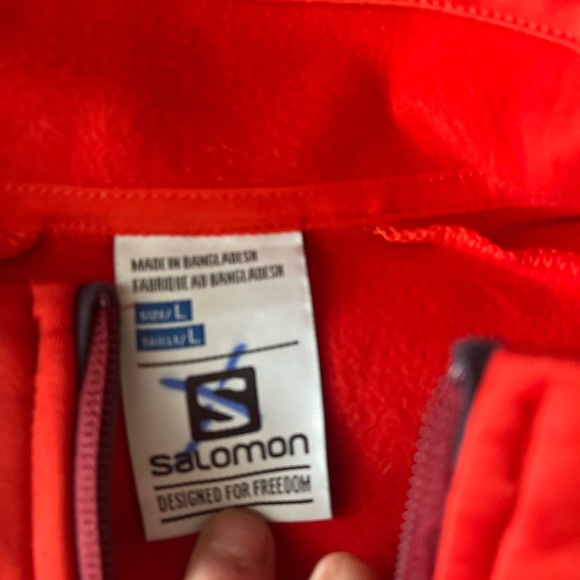 MADE IN BANGLADESH
FABRIQUE AU BANGLADESH
SIZE/L
TAILLE/L
S
SALOMON
DESIGNED FOR FREEDOM